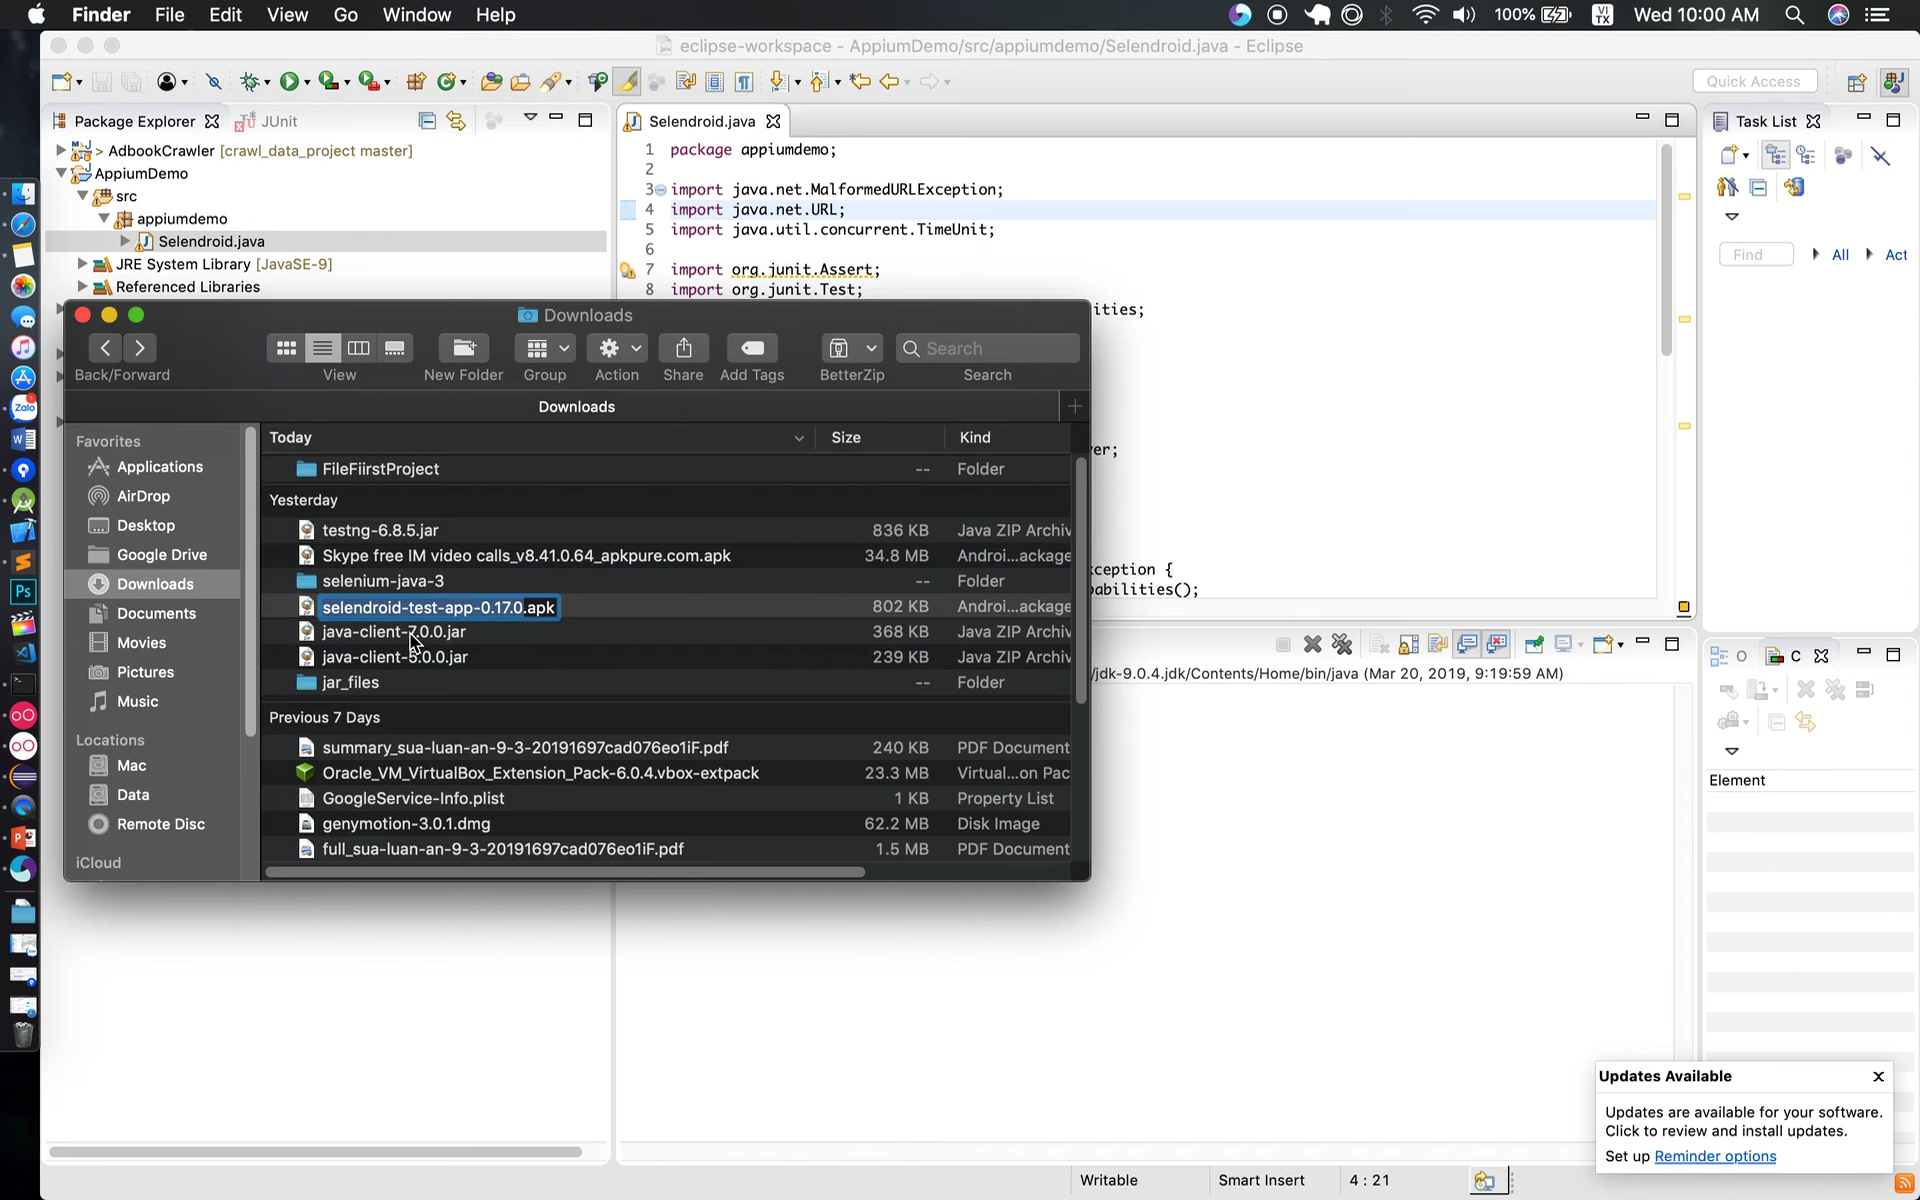 Finder File Edit View Go Window Help
100% VI TX Wed 10:00 AM
eclipse-workspace - AppiumDemo/src/appiumdemo/Selendroid.java - Eclipse
Quick Access
Package Explorer JUnit
> AdbookCrawler [crawl_data_project master]
AppiumDemo
src
appiumdemo
Selendroid.java
JRE System Library [JavaSE-9]
Referenced Libraries
Selendroid.java
1 package appiumdemo;
2
3 import java.net.MalformedURLException;
4 import java.net.URL;
5 import java.util.concurrent.TimeUnit;
6
7 import org.junit.Assert;
8 import org.junit.Test;
ities;
er;
ception {
abilities();
Task List
Find All Act
Downloads
Back/Forward View New Folder Group Action Share Add Tags BetterZip Search
Search
Downloads
Favorites
Applications
AirDrop
Desktop
Google Drive
Downloads
Documents
Movies
Pictures
Music
Locations
Mac
Data
Remote Disc
iCloud
Today Size Kind
FileFiirstProject -- Folder
Yesterday
testng-6.8.5.jar 836 KB Java ZIP Archiv
Skype free IM video calls_v8.41.0.64_apkpure.com.apk 34.8 MB Androi...ackage
selenium-java-3 -- Folder
selendroid-test-app-0.17.0.apk 802 KB Androi...ackage
java-client-7.0.0.jar 368 KB Java ZIP Archiv
java-client-5.0.0.jar 239 KB Java ZIP Archiv
jar_files -- Folder
Previous 7 Days
summary_sua-luan-an-9-3-20191697cad076eo1iF.pdf 240 KB PDF Document
Oracle_VM_VirtualBox_Extension_Pack-6.0.4.vbox-extpack 23.3 MB Virtual...on Pac
GoogleService-Info.plist 1 KB Property List
genymotion-3.0.1.dmg 62.2 MB Disk Image
full_sua-luan-an-9-3-20191697cad076eo1iF.pdf 1.5 MB PDF Document
/jdk-9.0.4.jdk/Contents/Home/bin/java (Mar 20, 2019, 9:19:59 AM)
O C
Element
Updates Available
Updates are available for your software.
Click to review and install updates.
Set up Reminder options
Writable Smart Insert 4 : 21
Zalo
Ps